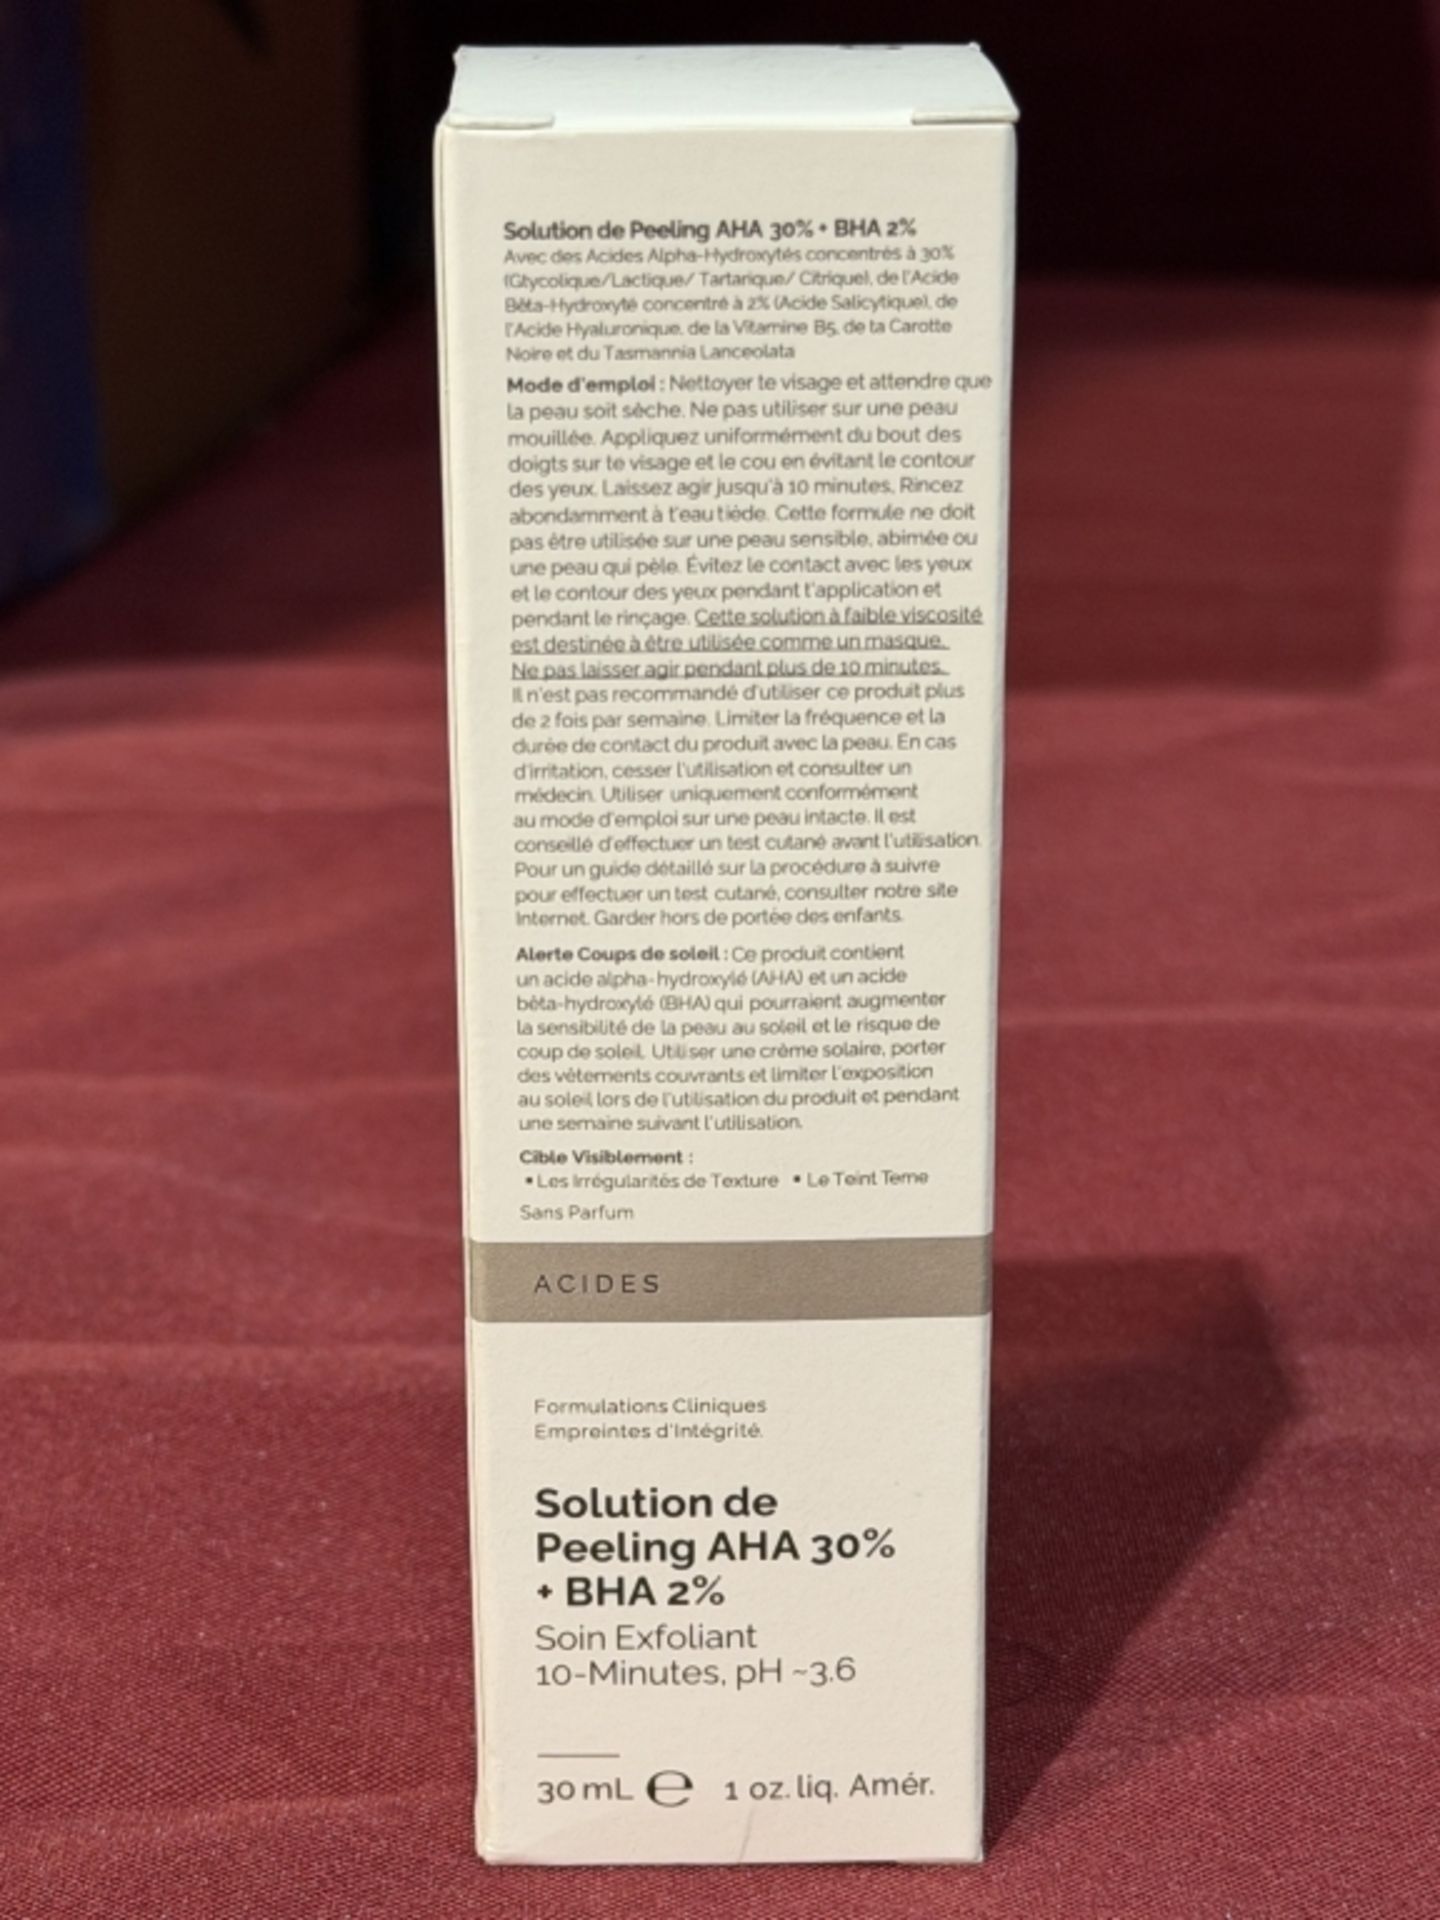 Solution de Peeling AHA 30% + BHA 2%
Avec des Acides Alpha-Hydroxytés concentrés à 30%
(Glycolique/Lactique/ Tartarique/ Citrique), de l'Acide
Bêta-Hydroxyté concentré à 2% (Acide Salicytique), de
l'Acide Hyaluronique, de la Vitamine B5, de ta Carotte
Noire et du Tasmannia Lanceolata
Mode d'emploi : Nettoyer te visage et attendre que
la peau soit sèche. Ne pas utiliser sur une peau
mouillée. Appliquez uniformément du bout des
doigts sur te visage et le cou en évitant le contour
des yeux. Laissez agir jusqu'à 10 minutes. Rincez
abondamment à t'eau tiède. Cette formule ne doit
pas être utilisée sur une peau sensible, abimée ou
une peau qui pèle. Évitez le contact avec les yeux
et le contour des yeux pendant t'application et
pendant le rinçage. Cette solution à faible viscosité
est destinée à être utilisée comme un masque.
Ne pas laisser agir pendant plus de 10 minutes.
Il n'est pas recommandé d'utiliser ce produit plus
de 2 fois par semaine. Limiter la fréquence et la
durée de contact du produit avec la peau. En cas
d'irritation, cesser l'utilisation et consulter un
médecin. Utiliser uniquement conformément
au mode d'emploi sur une peau intacte. Il est
conseillé d'effectuer un test cutané avant l'utilisation.
Pour un guide détaillé sur la procédure à suivre
pour effectuer un test cutané, consulter notre site
Internet. Garder hors de portée des enfants.
Alerte Coups de soleil : Ce produit contient
un acide alpha-hydroxylé (AHA) et un acide
bêta-hydroxylé (BHA) qui pourraient augmenter
la sensibilité de la peau au soleil et le risque de
coup de soleil. Utiliser une crème solaire, porter
des vêtements couvrants et limiter l'exposition
au soleil lors de l'utilisation du produit et pendant
une semaine suivant l'utilisation.
Cible Visiblement :
• Les Irrégularités de Texture • Le Teint Terne
Sans Parfum
ACIDES
Formulations Cliniques
Empreintes d'Intégrité.
Solution de
Peeling AHA 30%
+ BHA 2%
Soin Exfoliant
10-Minutes, pH ~3.6
30 mL ℮ 1 oz. liq. Amér.